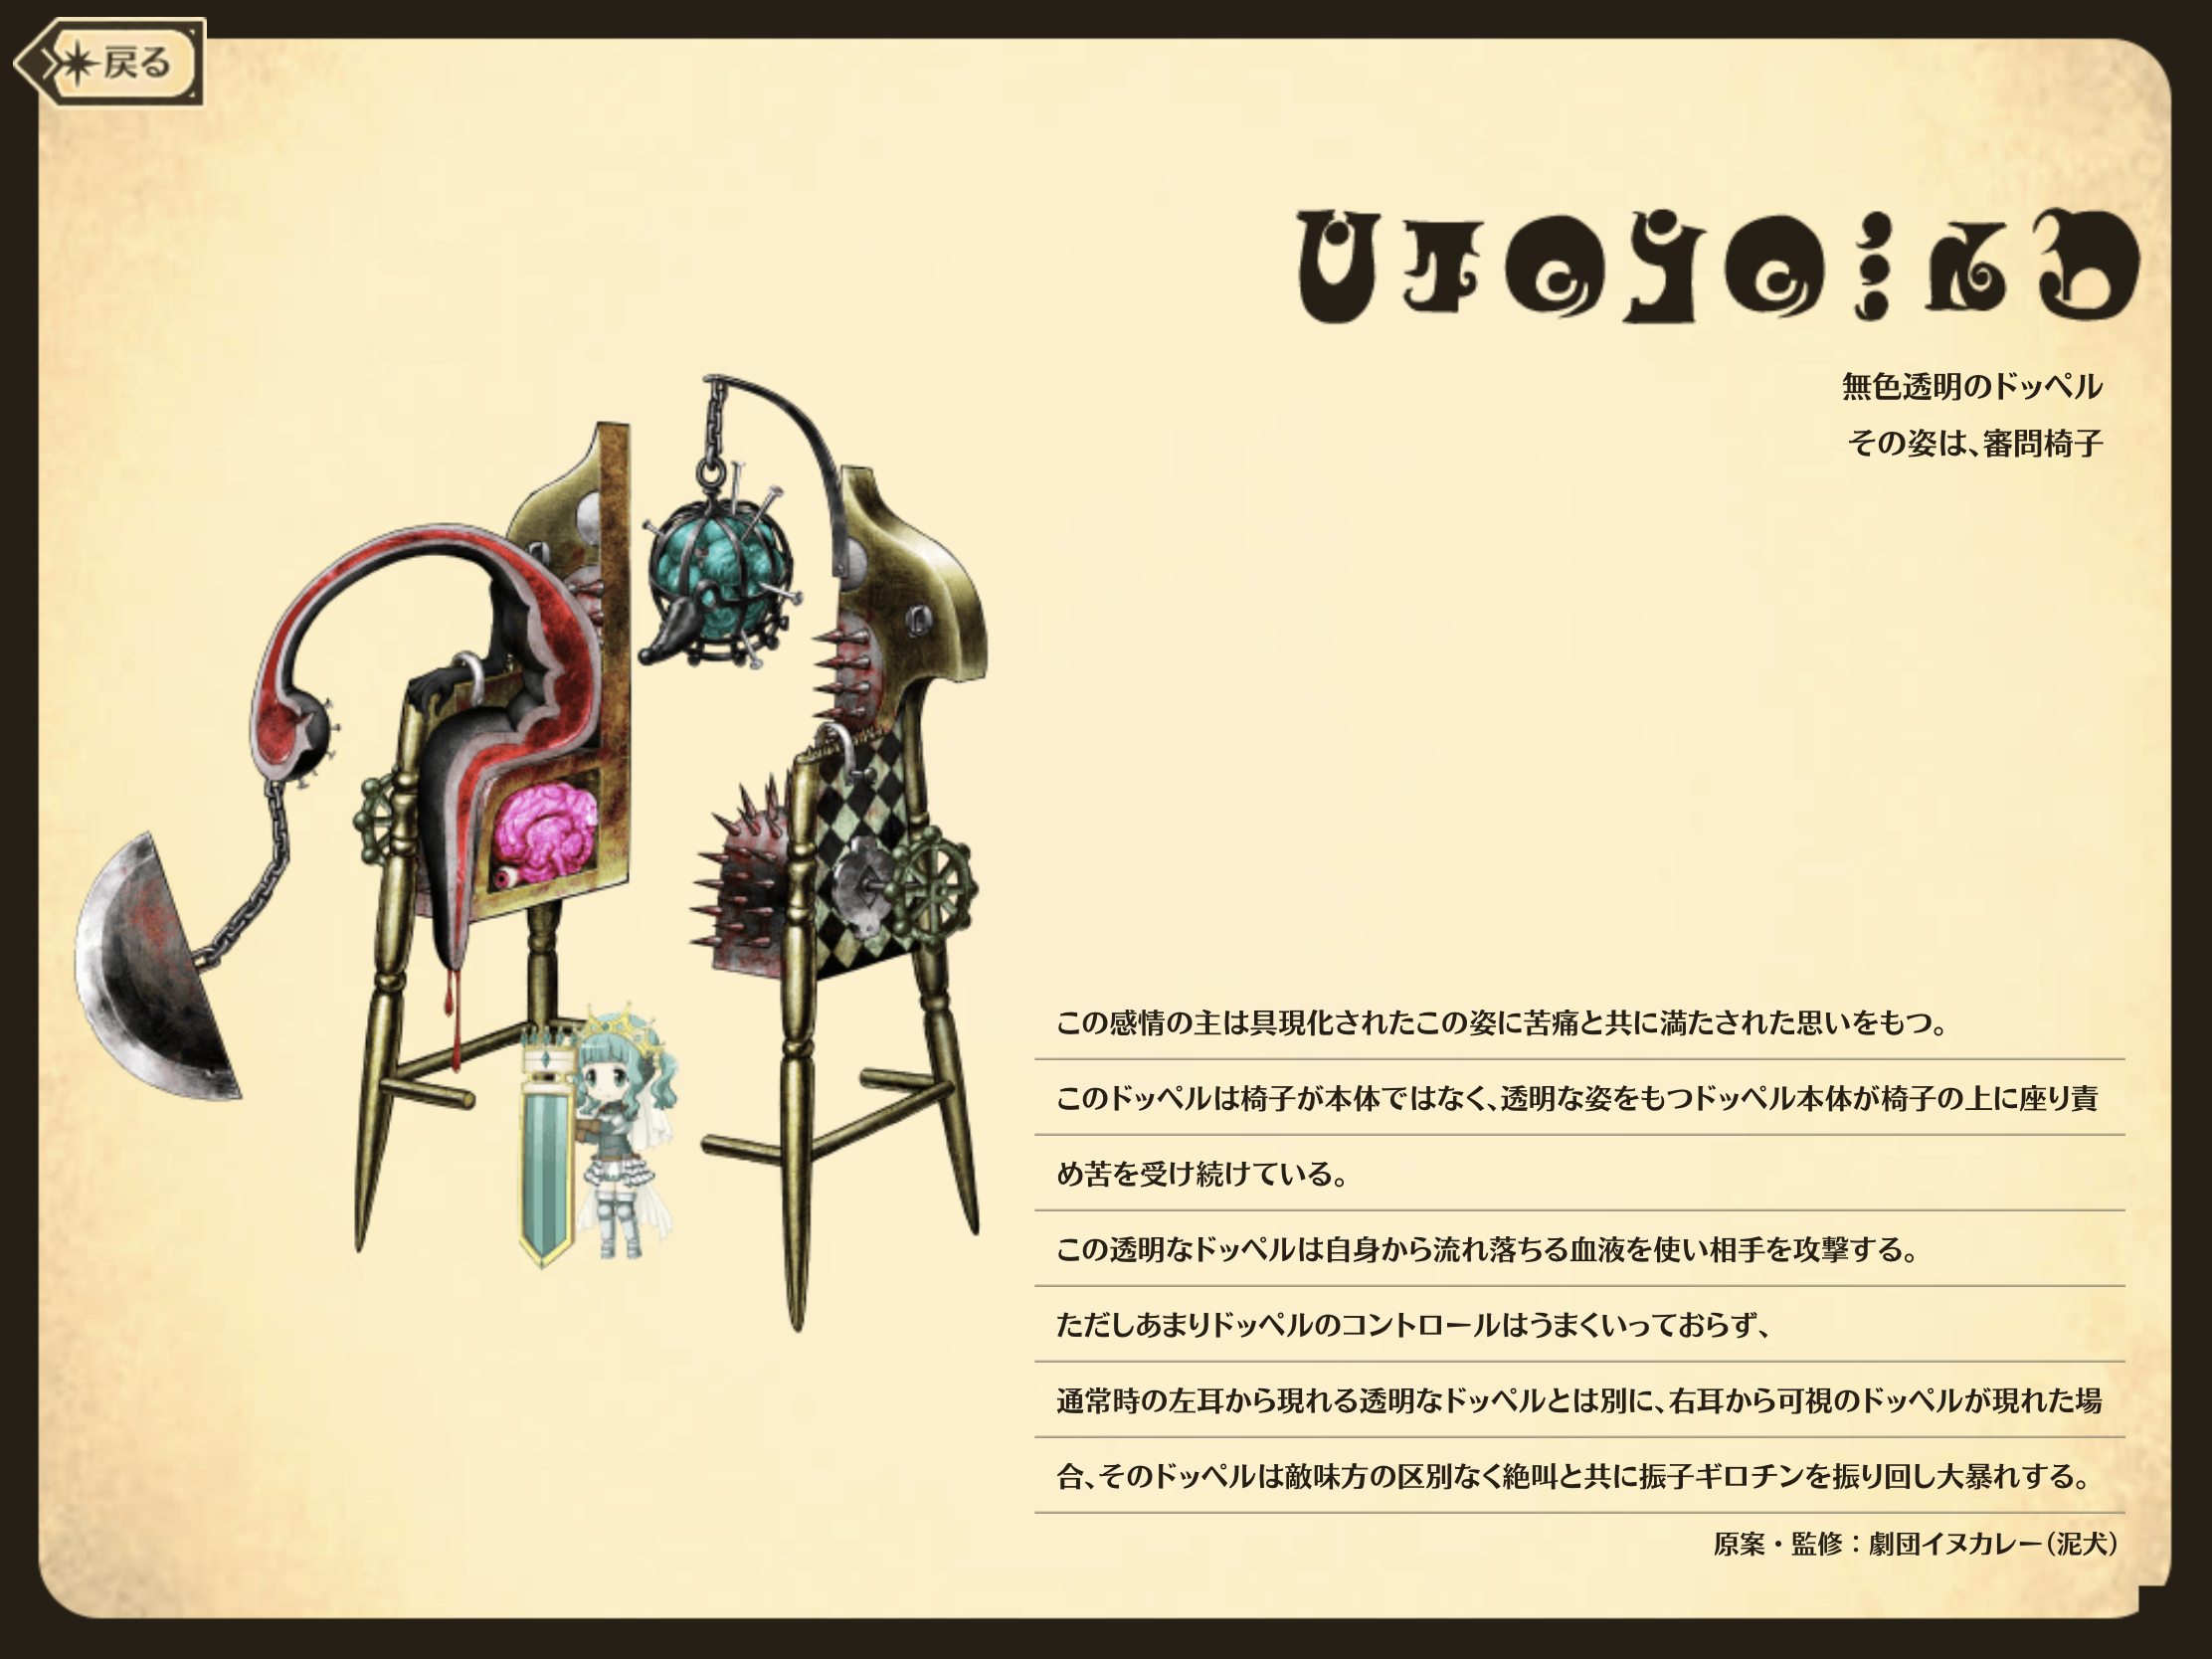 戻る
無色透明のドッペル
その姿は、審問椅子
この感情の主は具現化されたこの姿に苦痛と共に満たされた思いをもつ。
このドッペルは椅子が本体ではなく、透明な姿をもつドッペル本体が椅子の上に座り責
め苦を受け続けている。
この透明なドッペルは自身から流れ落ちる血液を使い相手を攻撃する。
ただしあまりドッペルのコントロールはうまくいっておらず、
通常時の左耳から現れる透明なドッペルとは別に、右耳から可視のドッペルが現れた場
合、そのドッペルは敵味方の区別なく絶叫と共に振子ギロチンを振り回し大暴れする。
原案・監修：劇団イヌカレー（泥犬）